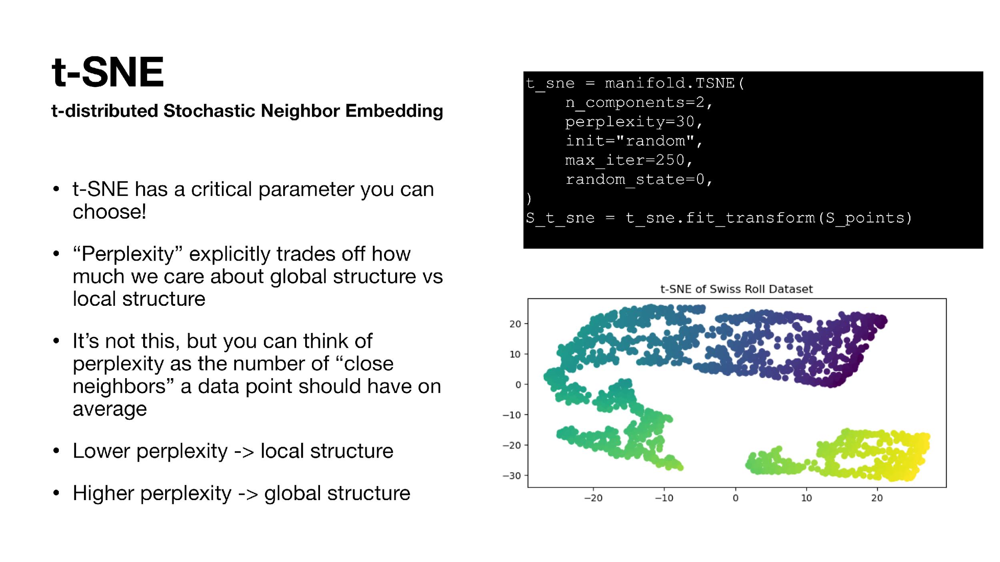 t-SNE
t-distributed Stochastic Neighbor Embedding
• t-SNE has a critical parameter you can
choose!
• “Perplexity” explicitly trades off how
much we care about global structure vs
local structure
• It’s not this, but you can think of
perplexity as the number of “close
neighbors” a data point should have on
average
• Lower perplexity -> local structure
• Higher perplexity -> global structure
t_sne = manifold.TSNE(
    n_components=2,
    perplexity=30,
    init="random",
    max_iter=250,
    random_state=0,
)
S_t_sne = t_sne.fit_transform(S_points)
t-SNE of Swiss Roll Dataset
20
10
0
−10
−20
−30
−20 −10 0 10 20